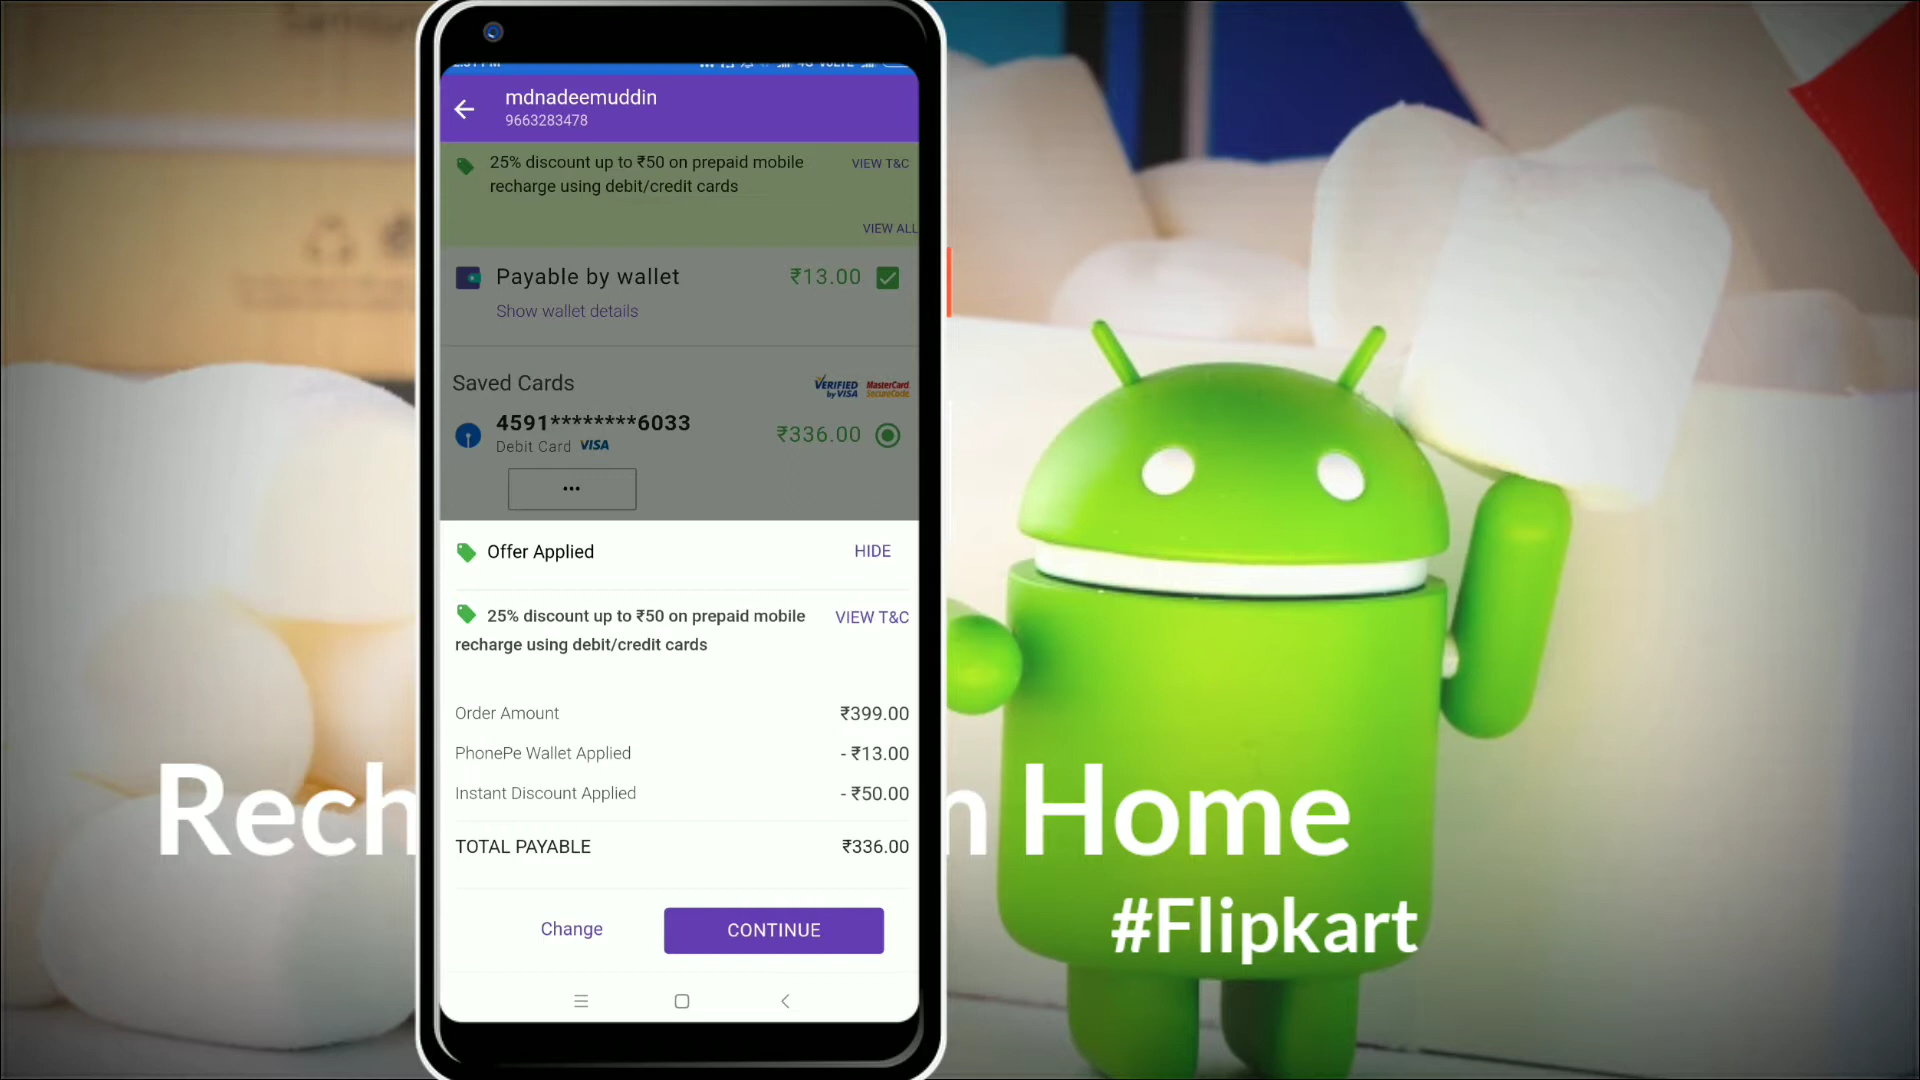 mdnadeemuddin
9663283478
25% discount up to ₹50 on prepaid mobile
recharge using debit/credit cards
VIEW T&C
VIEW ALL
Payable by wallet
₹13.00
Show wallet details
Saved Cards
VERIFIED
by VISA
MasterCard
SecureCode
4591********6033
Debit Card VISA
₹336.00
•••
Offer Applied
HIDE
25% discount up to ₹50 on prepaid mobile
recharge using debit/credit cards
VIEW T&C
Order Amount ₹399.00
PhonePe Wallet Applied - ₹13.00
Instant Discount Applied - ₹50.00
TOTAL PAYABLE ₹336.00
Change
CONTINUE
Home
#Flipkart